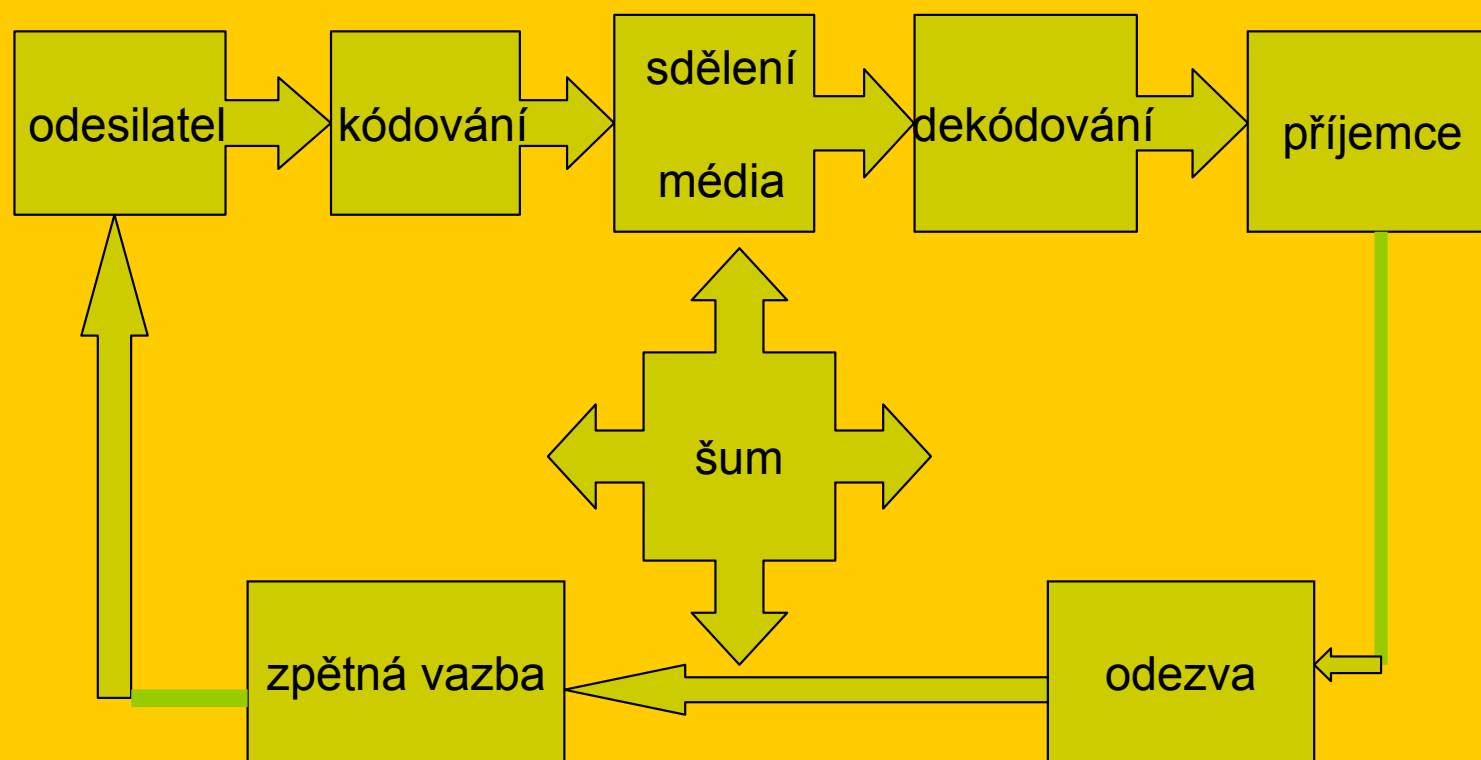 odesilatel
kódování
sdělení
média
dekódování
příjemce
šum
zpětná vazba
odezva